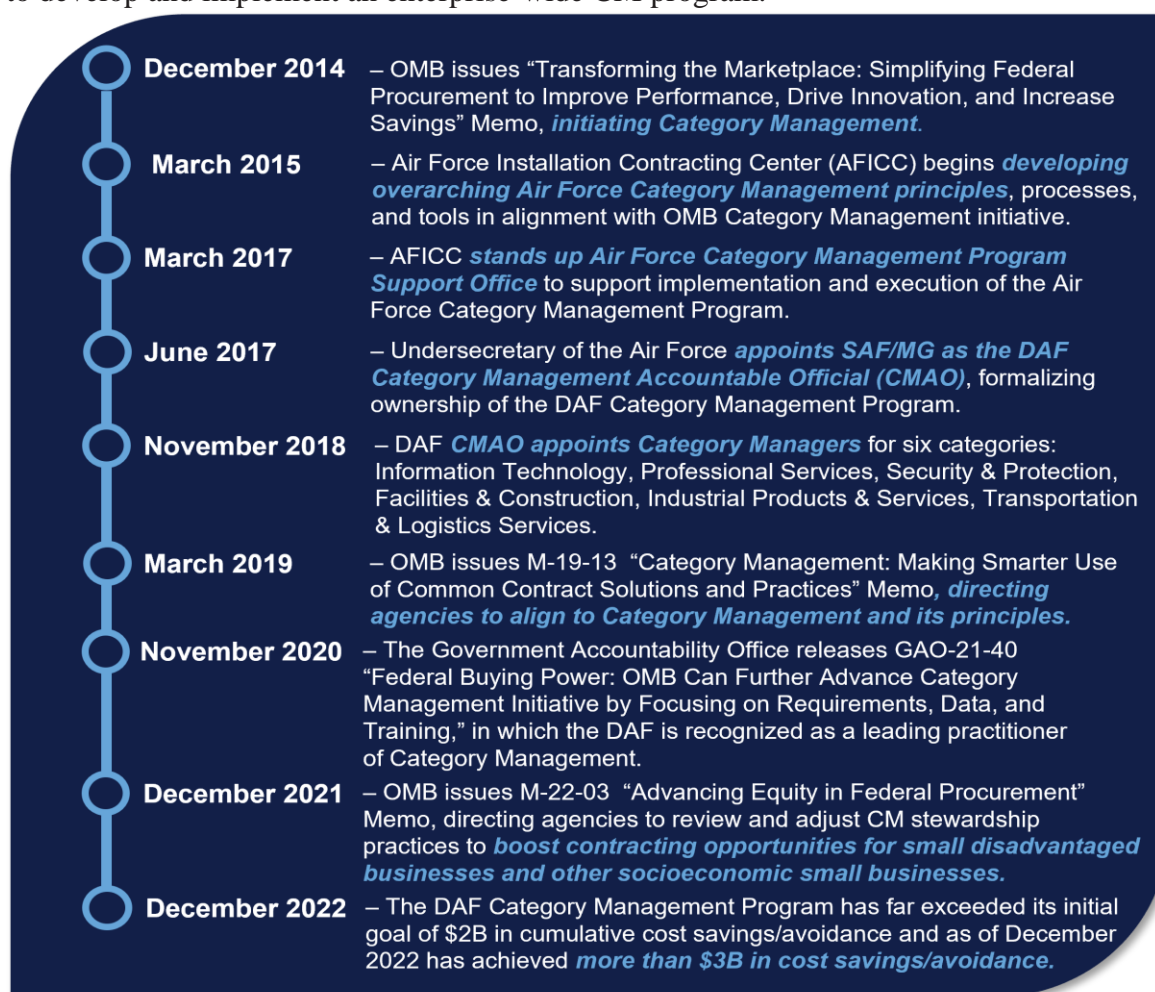 to develop and implement an enterprise-wide CM program.
December 2014 – OMB issues “Transforming the Marketplace: Simplifying Federal
Procurement to Improve Performance, Drive Innovation, and Increase
Savings” Memo, initiating Category Management.
March 2015 – Air Force Installation Contracting Center (AFICC) begins developing
overarching Air Force Category Management principles, processes,
and tools in alignment with OMB Category Management initiative.
March 2017 – AFICC stands up Air Force Category Management Program
Support Office to support implementation and execution of the Air
Force Category Management Program.
June 2017 – Undersecretary of the Air Force appoints SAF/MG as the DAF
Category Management Accountable Official (CMAO), formalizing
ownership of the DAF Category Management Program.
November 2018 – DAF CMAO appoints Category Managers for six categories:
Information Technology, Professional Services, Security & Protection,
Facilities & Construction, Industrial Products & Services, Transportation
& Logistics Services.
March 2019 – OMB issues M-19-13 “Category Management: Making Smarter Use
of Common Contract Solutions and Practices” Memo, directing
agencies to align to Category Management and its principles.
November 2020 – The Government Accountability Office releases GAO-21-40
“Federal Buying Power: OMB Can Further Advance Category
Management Initiative by Focusing on Requirements, Data, and
Training,” in which the DAF is recognized as a leading practitioner
of Category Management.
December 2021 – OMB issues M-22-03 “Advancing Equity in Federal Procurement”
Memo, directing agencies to review and adjust CM stewardship
practices to boost contracting opportunities for small disadvantaged
businesses and other socioeconomic small businesses.
December 2022 – The DAF Category Management Program has far exceeded its initial
goal of $2B in cumulative cost savings/avoidance and as of December
2022 has achieved more than $3B in cost savings/avoidance.